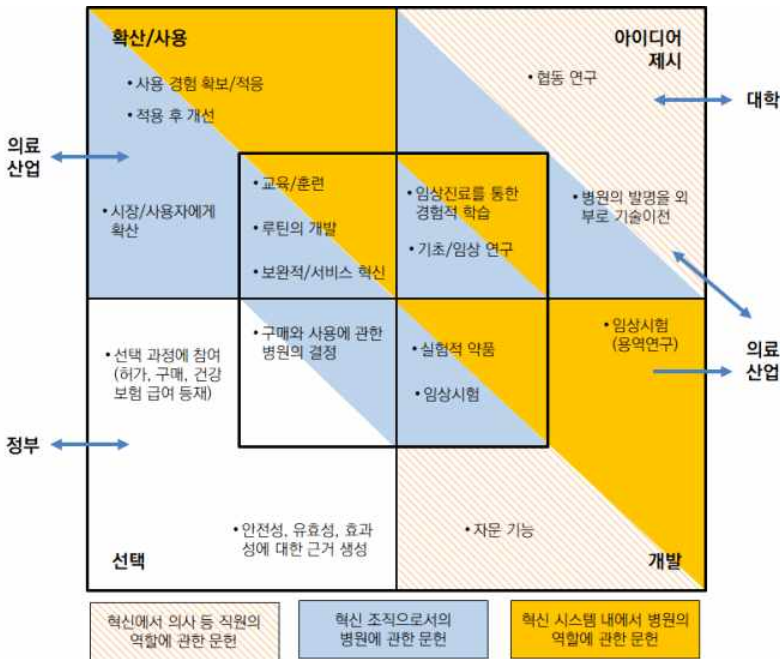 확산/사용
• 사용 경험 확보/적응
• 적용 후 개선
• 시장/사용자에게
확산
아이디어
제시
• 협동 연구
• 병원의 발명을 외
부로 기술이전
대학
의료
산업
• 교육/훈련
• 루틴의 개발
• 보완적/서비스 혁신
• 임상진료를 통한
경험적 학습
• 기초/임상 연구
• 구매와 사용에 관한
병원의 결정
• 실험적 약품
• 임상시험
• 선택 과정에 참여
(허가, 구매, 건강
보험 급여 등재)
• 임상시험
(용역연구)
의료
산업
정부
• 안전성, 유효성, 효과
성에 대한 근거 생성
• 자문 기능
선택
개발
혁신에서 의사 등 직원의
역할에 관한 문헌
혁신 조직으로서의
병원에 관한 문헌
혁신 시스템 내에서 병원의
역할에 관한 문헌